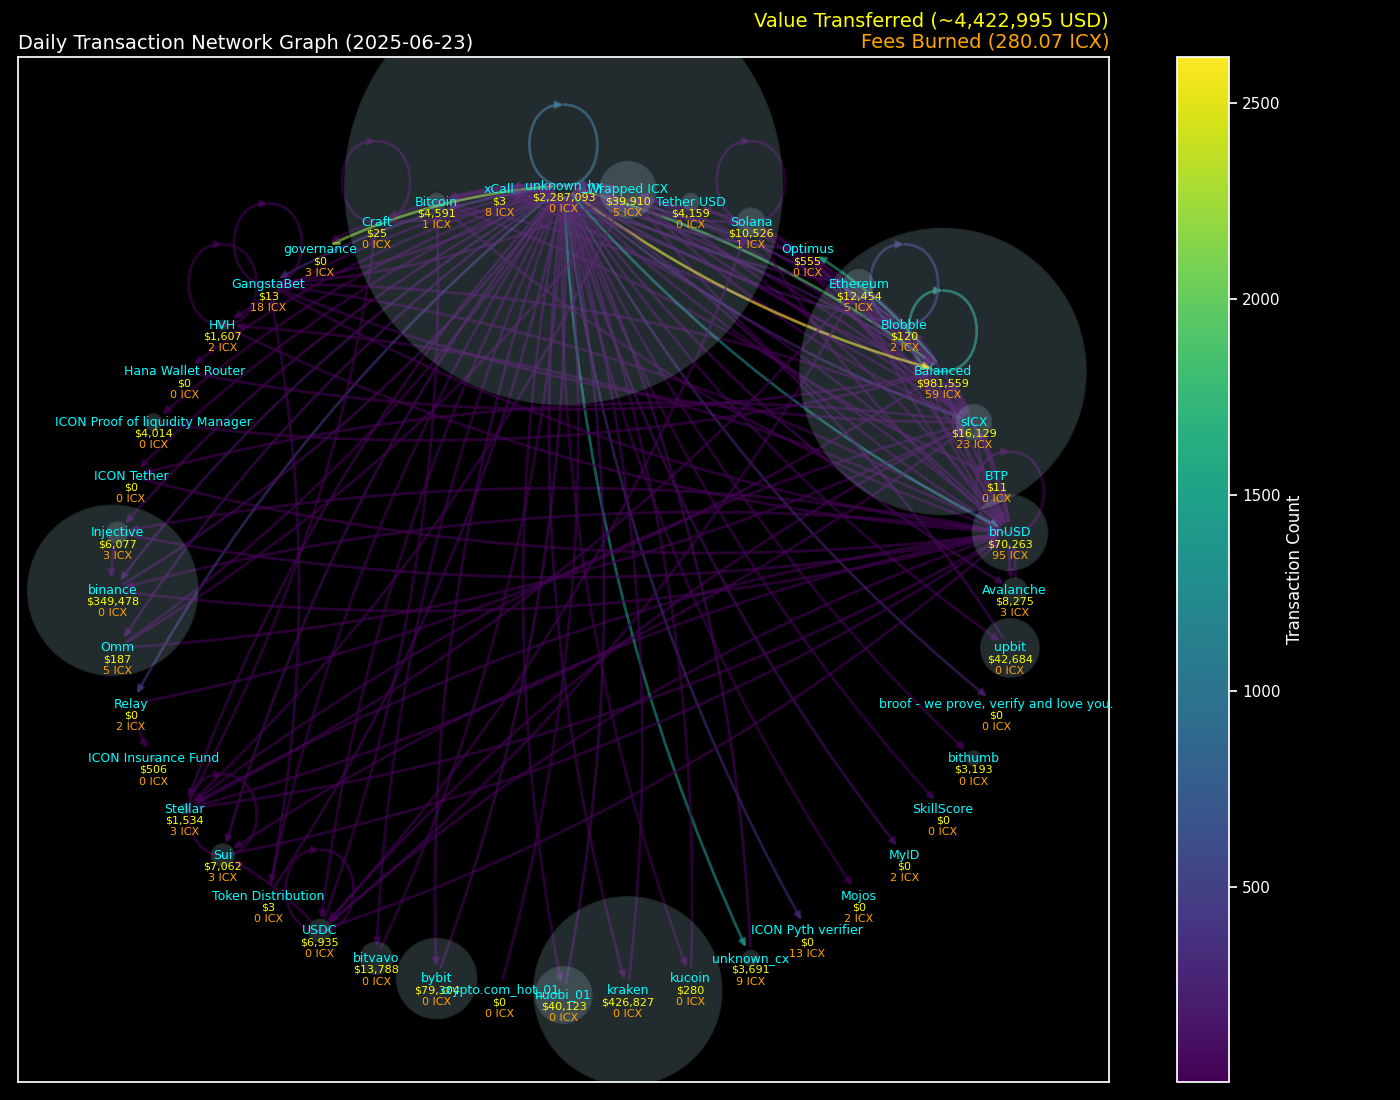 Value Transferred (~4,422,995 USD)
Daily Transaction Network Graph (2025-06-23)
Fees Burned (280.07 ICX)
unknown_hx
$2,287,093
0 ICX
Wrapped ICX
$39,910
5 ICX
xCall
$3
8 ICX
Tether USD
$4,159
0 ICX
Bitcoin
$4,591
1 ICX
Solana
$10,526
1 ICX
Craft
$25
0 ICX
Optimus
$555
0 ICX
governance
$0
3 ICX
Ethereum
$12,454
5 ICX
GangstaBet
$13
18 ICX
Blobble
$120
2 ICX
HVH
$1,607
2 ICX
Balanced
$981,559
59 ICX
Hana Wallet Router
$0
0 ICX
sICX
$16,129
23 ICX
ICON Proof of liquidity Manager
$4,014
0 ICX
BTP
$11
0 ICX
ICON Tether
$0
0 ICX
bnUSD
$70,263
95 ICX
Injective
$6,077
3 ICX
Avalanche
$8,275
3 ICX
binance
$349,478
0 ICX
upbit
$42,684
0 ICX
Omm
$187
5 ICX
broof - we prove, verify and love you.
$0
0 ICX
Relay
$0
2 ICX
bithumb
$3,193
0 ICX
ICON Insurance Fund
$506
0 ICX
SkillScore
$0
0 ICX
Stellar
$1,534
3 ICX
MyID
$0
2 ICX
Sui
$7,062
3 ICX
Mojos
$0
2 ICX
Token Distribution
$3
0 ICX
ICON Pyth verifier
$0
13 ICX
USDC
$6,935
0 ICX
unknown_cx
$3,691
9 ICX
bitvavo
$13,788
0 ICX
kucoin
$280
0 ICX
bybit
$79,304
0 ICX
crypto.com_hot_01
$0
0 ICX
huobi_01
$40,123
0 ICX
kraken
$426,827
0 ICX
2500
2000
1500
1000
500
Transaction Count